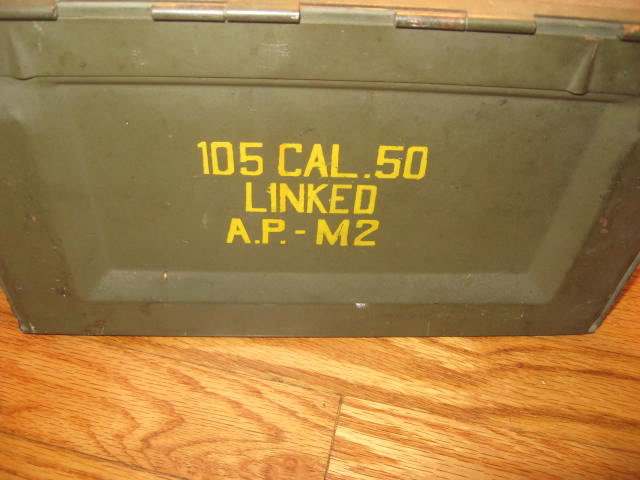 105 CAL .50
LINKED
A.P. - M2